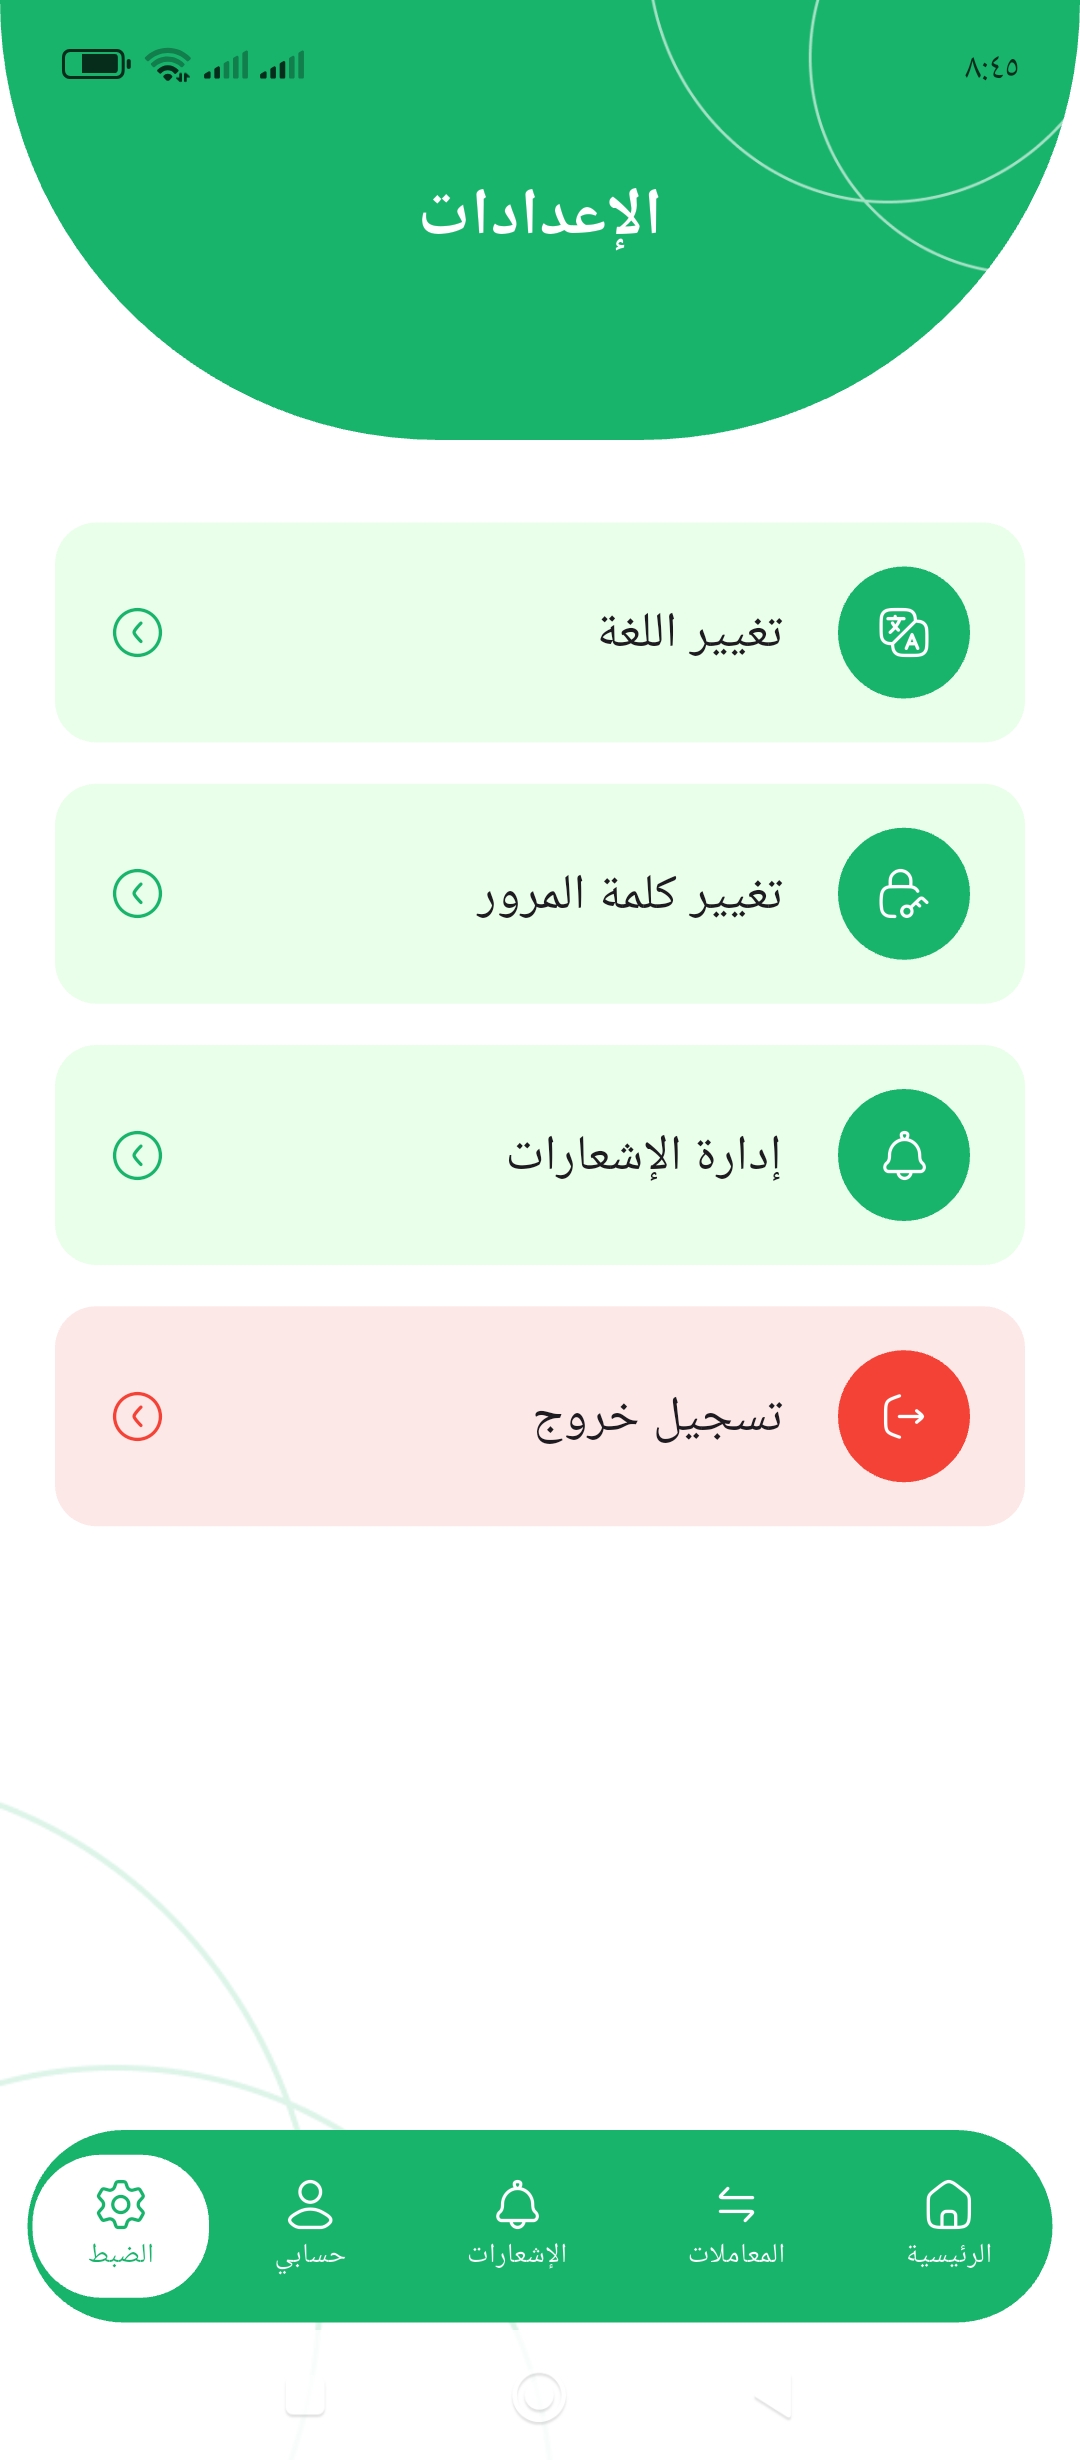 ٨:٤٥
الإعدادات
تغيير اللغة
تغيير كلمة المرور
إدارة الإشعارات
تسجيل خروج
الرئيسية
المعاملات
الإشعارات
حسابي
الضبط